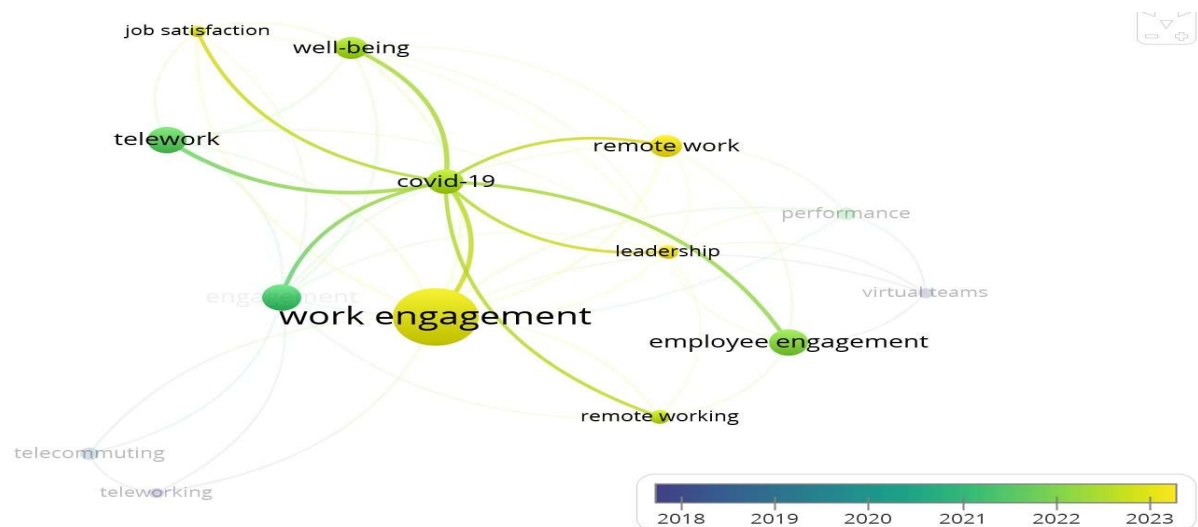 job satisfaction
well-being
telework
remote work
covid-19
performance
leadership
virtual teams
engagement
work engagement
employee engagement
remote working
telecommuting
teleworking
2018 2019 2020 2021 2022 2023